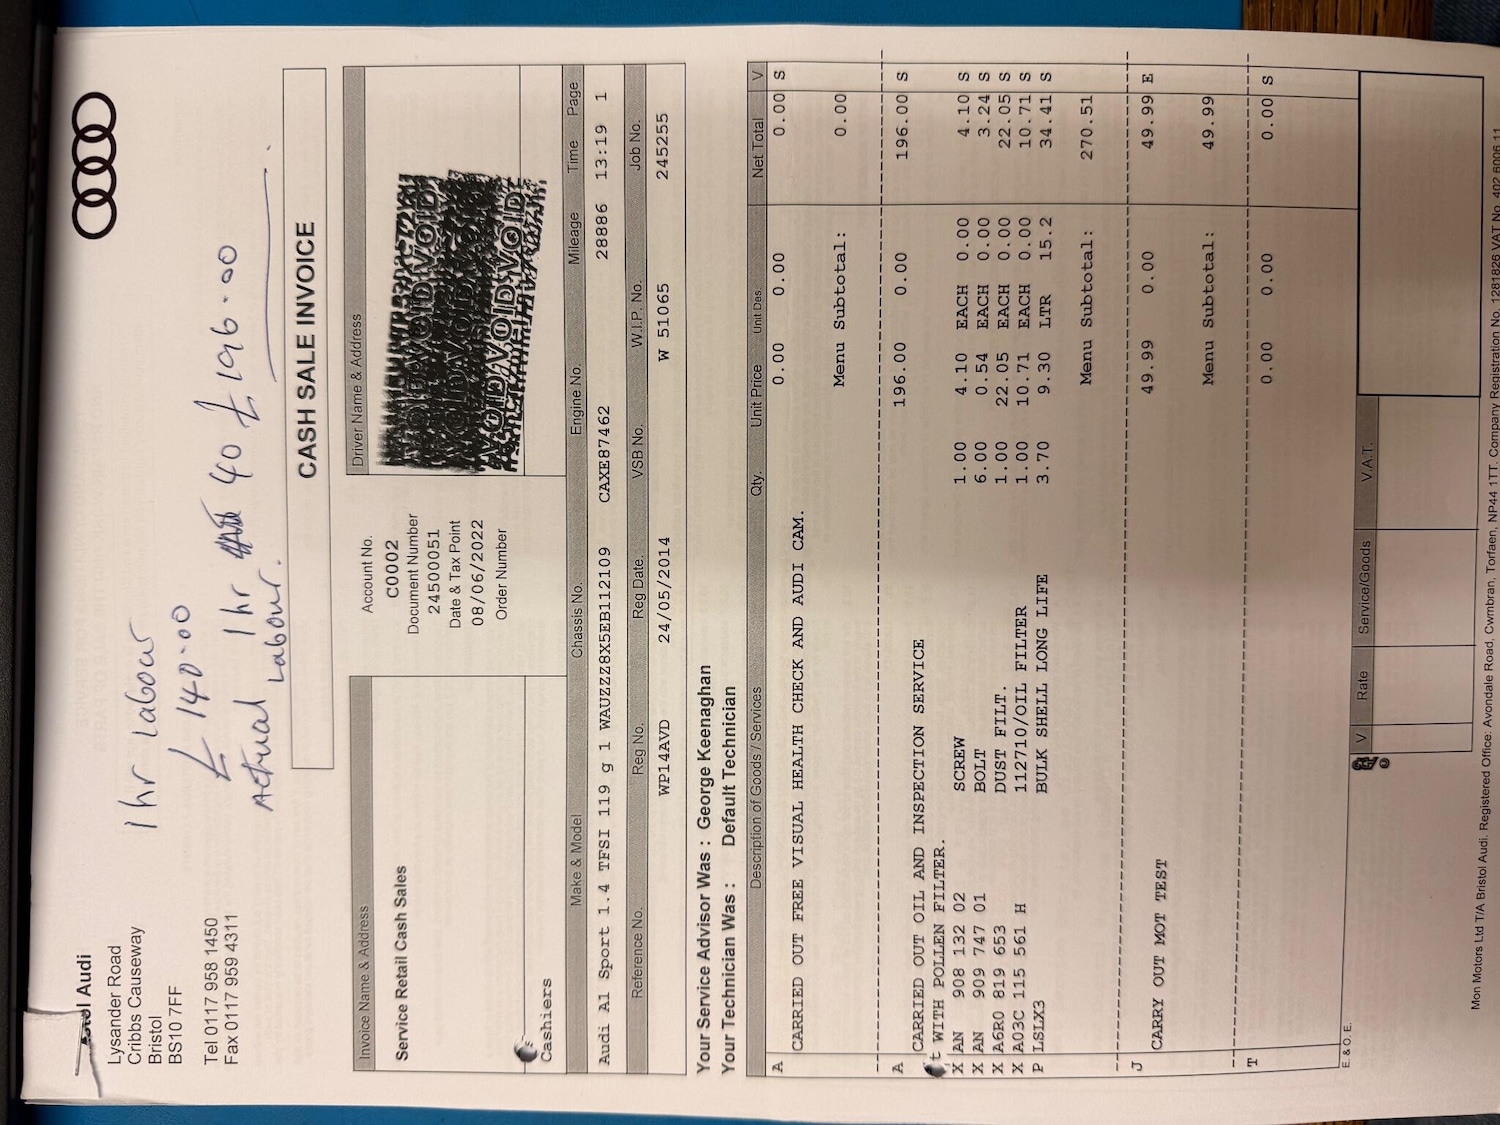 1hr Labour
£140.00
Actual 1hr 40 £196.00
Labour.
Audi
Lysander Road
Cribbs Causeway
Bristol
BS10 7FF
Tel 0117 958 1450
Fax 0117 959 4311
CASH SALE INVOICE
Invoice Name & Address
Service Retail Cash Sales
Cashiers
Account No.
C0002
Document Number
24500051
Date & Tax Point
08/06/2022
Order Number
Driver Name & Address
VOID VOID VOID
VOID VOID VOID
Make & Model Chassis No. Engine No. Mileage Time Page
Audi A1 Sport 1.4 TFSI 119 g 1 WAUZZZ8X5EB112109 CAXE87462 28886 13:19 1
Reference No. Reg No. Reg Date. VSB No. W.I.P. No. Job No.
WP14AVD 24/05/2014 W 51065 245255
Your Service Advisor Was : George Keenaghan
Your Technician Was : Default Technician
Description of Goods / Services Qty. Unit Price Unit Des. Net Total V
A 0.00 0.00 0.00 S
CARRIED OUT FREE VISUAL HEALTH CHECK AND AUDI CAM.
Menu Subtotal: 0.00
A 196.00 0.00 196.00 S
CARRIED OUT OIL AND INSPECTION SERVICE
WITH POLLEN FILTER.
X AN 908 132 02 SCREW 1.00 4.10 EACH 0.00 4.10 S
X AN 909 747 01 BOLT 6.00 0.54 EACH 0.00 3.24 S
X A6R0 819 653 DUST FILT. 1.00 22.05 EACH 0.00 22.05 S
X A03C 115 561 H 112710/OIL FILTER 1.00 10.71 EACH 0.00 10.71 S
P LSLX3 BULK SHELL LONG LIFE 3.70 9.30 LTR 15.2 34.41 S
Menu Subtotal: 270.51
J 49.99 0.00 49.99 E
CARRY OUT MOT TEST
Menu Subtotal: 49.99
T 0.00 0.00 0.00 S
E. & O. E.
V Rate Service/Goods V.A.T.
Mon Motors Ltd T/A Bristol Audi. Registered Office: Avondale Road, Cwmbran, Torfaen, NP44 1TT. Company Registration No. 1281826 VAT No. 402 6006 11